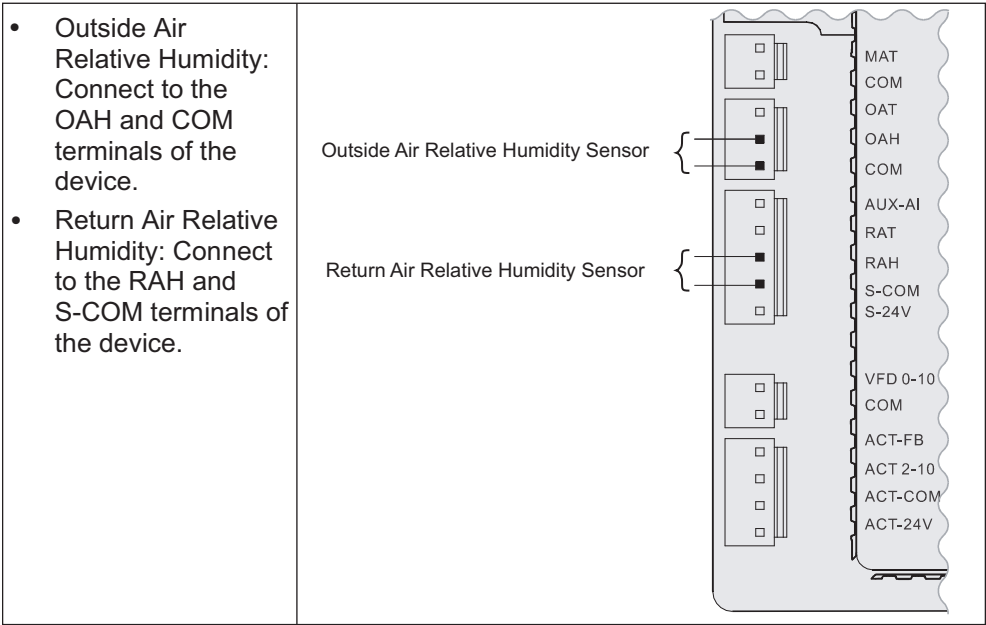 • Outside Air
Relative Humidity:
Connect to the
OAH and COM
terminals of the
device.
• Return Air Relative
Humidity: Connect
to the RAH and
S-COM terminals of
the device.
Outside Air Relative Humidity Sensor
Return Air Relative Humidity Sensor
MAT
COM
OAT
OAH
COM
AUX-AI
RAT
RAH
S-COM
S-24V
VFD 0-10
COM
ACT-FB
ACT 2-10
ACT-COM
ACT-24V